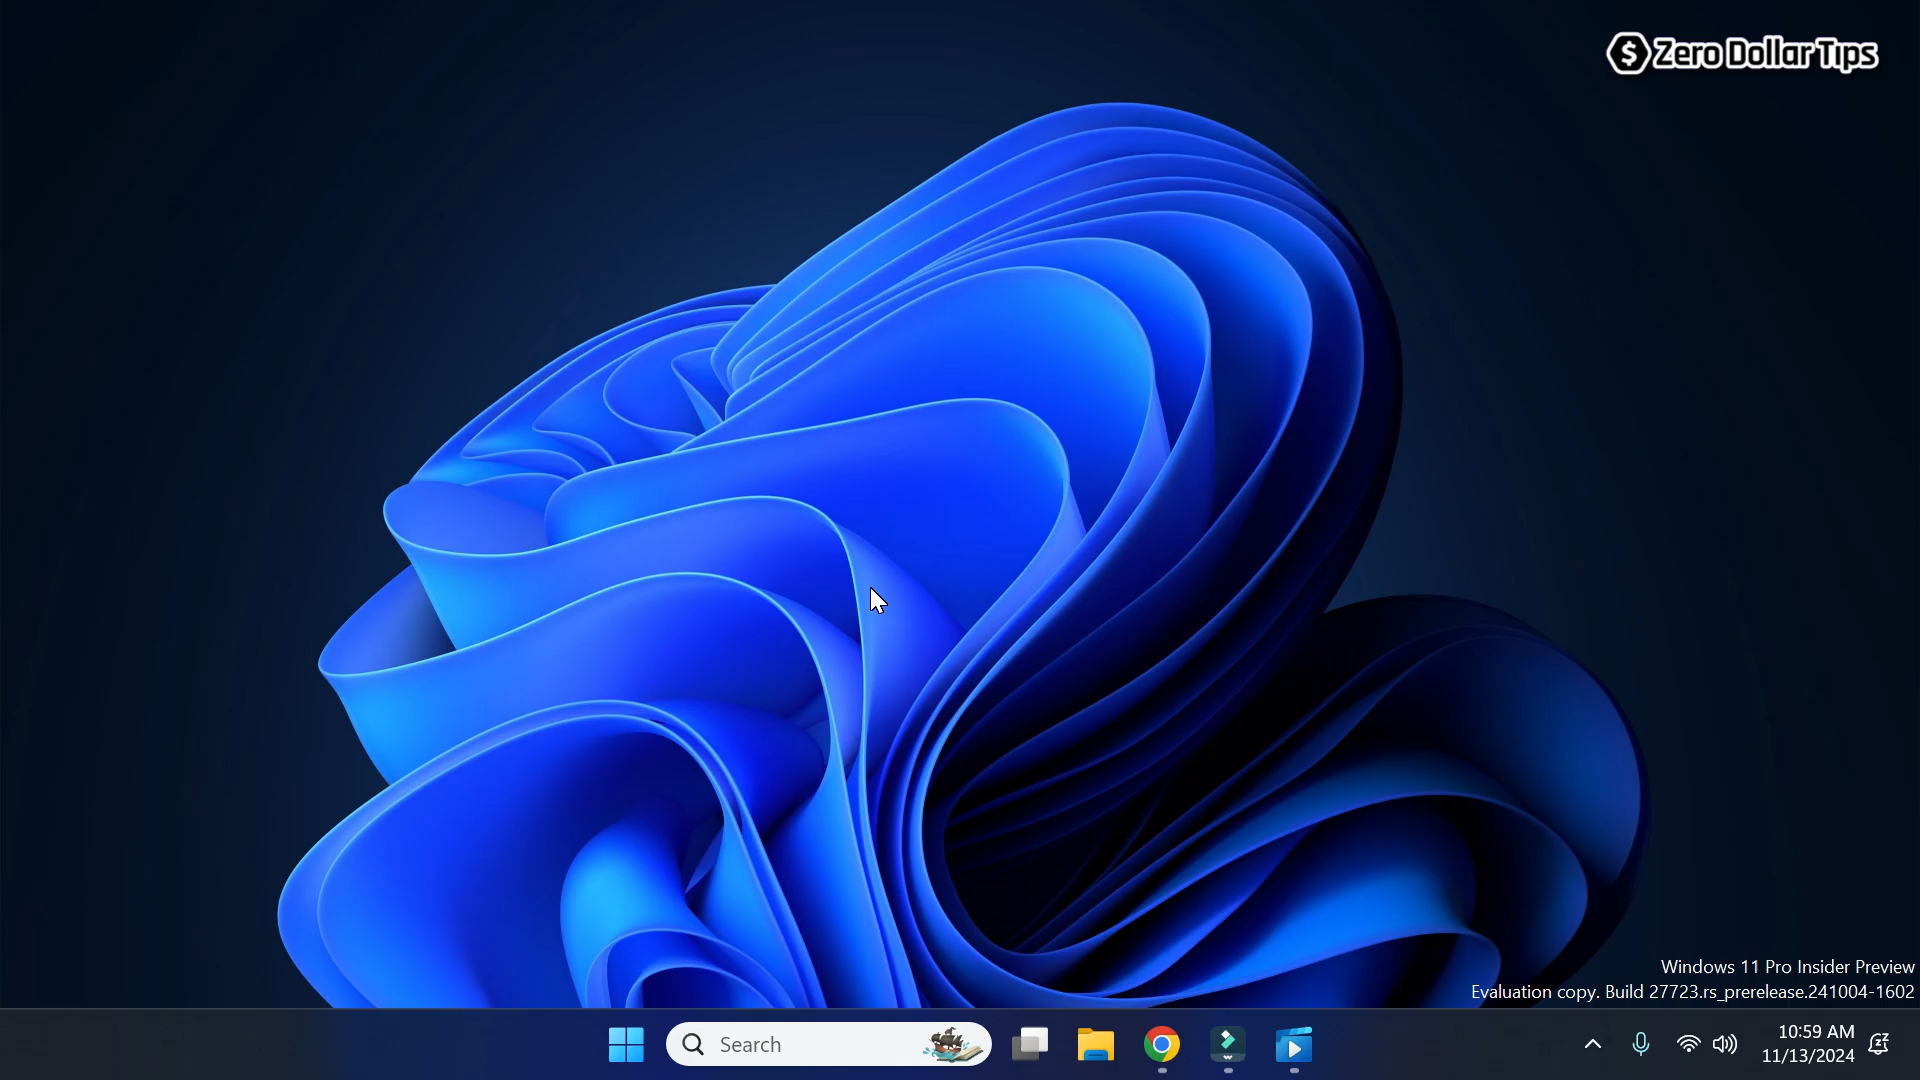 Zero Dollar Tips
Windows 11 Pro Insider Preview
Evaluation copy. Build 27723.rs_prerelease.241004-1602
Search
10:59 AM
11/13/2024